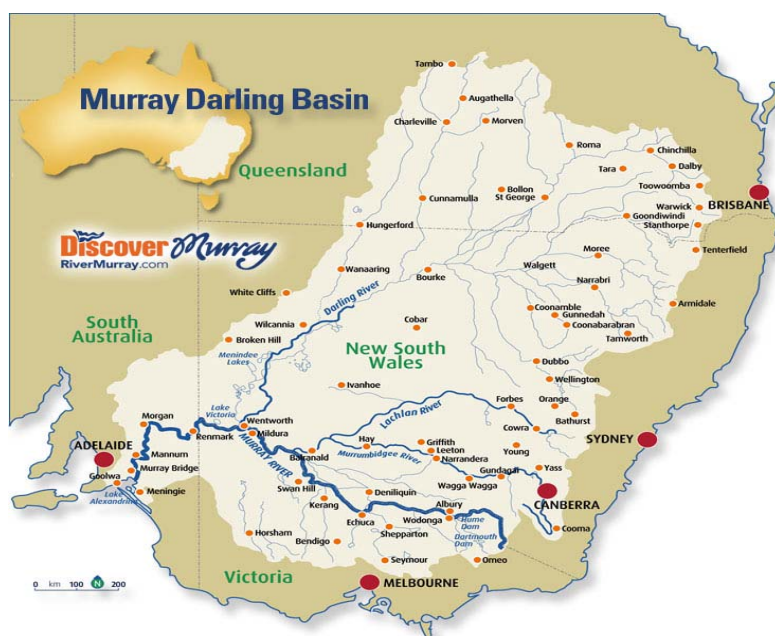 Murray Darling Basin
Tambo
Augathella
Charleville
Morven
Roma
Chinchilla
Queensland
Tara
Dalby
Toowoomba
Bollon
St George
Cunnamulla
BRISBANE
Warwick
Goondiwindi
Stanthorpe
Hungerford
Discover Murray
RiverMurray.com
Moree
Tenterfield
Walgett
Wanaaring
Bourke
Narrabri
White Cliffs
Darling River
Coonamble
Gunnedah
Armidale
South
Australia
Wilcannia
Cobar
Coonabarabran
Broken Hill
Tamworth
New South
Wales
Menindee
Lakes
Dubbo
Ivanhoe
Wellington
Lachlan River
Forbes
Orange
Lake
Victoria
Morgan
Wentworth
Bathurst
Renmark
Mildura
Cowra
SYDNEY
ADELAIDE
Mannum
MURRAY RIVER
Hay
Griffith
Leeton
Young
Balranald
Murrumbidgee River
Narrandera
Murray Bridge
Gundagai
Yass
Goolwa
Wagga Wagga
Lake
Alexandrina
Meningie
Swan Hill
Deniliquin
Kerang
Albury
CANBERRA
Echuca
Wodonga
Hume
Dam
Cooma
Horsham
Bendigo
Shepparton
Dartmouth
Dam
Seymour
Omeo
Victoria
MELBOURNE
0 km 100 N 200